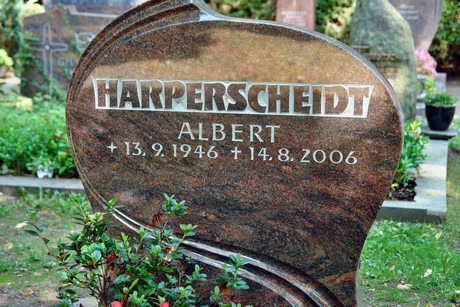 HARPERSCHEIDT
ALBERT
+ 13. 9. 1946 + 14. 8. 2006